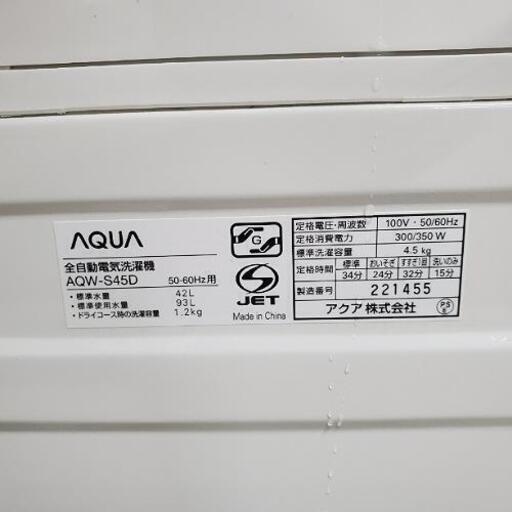 AQUA
全自動電気洗濯機
AQW-S45D 50-60Hz用
・標準水量 42L
・標準使用水量 93L
・ドライコース時の洗濯容量 1.2kg
G
JET
Made in China
定格電圧・周波数 100V・50/60Hz
定格消費電力 300/350W
標準洗濯容量 4.5kg
定格時間 標準 おいそぎ すすぎ1回 洗いのみ
34分 24分 32分 15分
製造番号 221455
アクア株式会社
PS
E